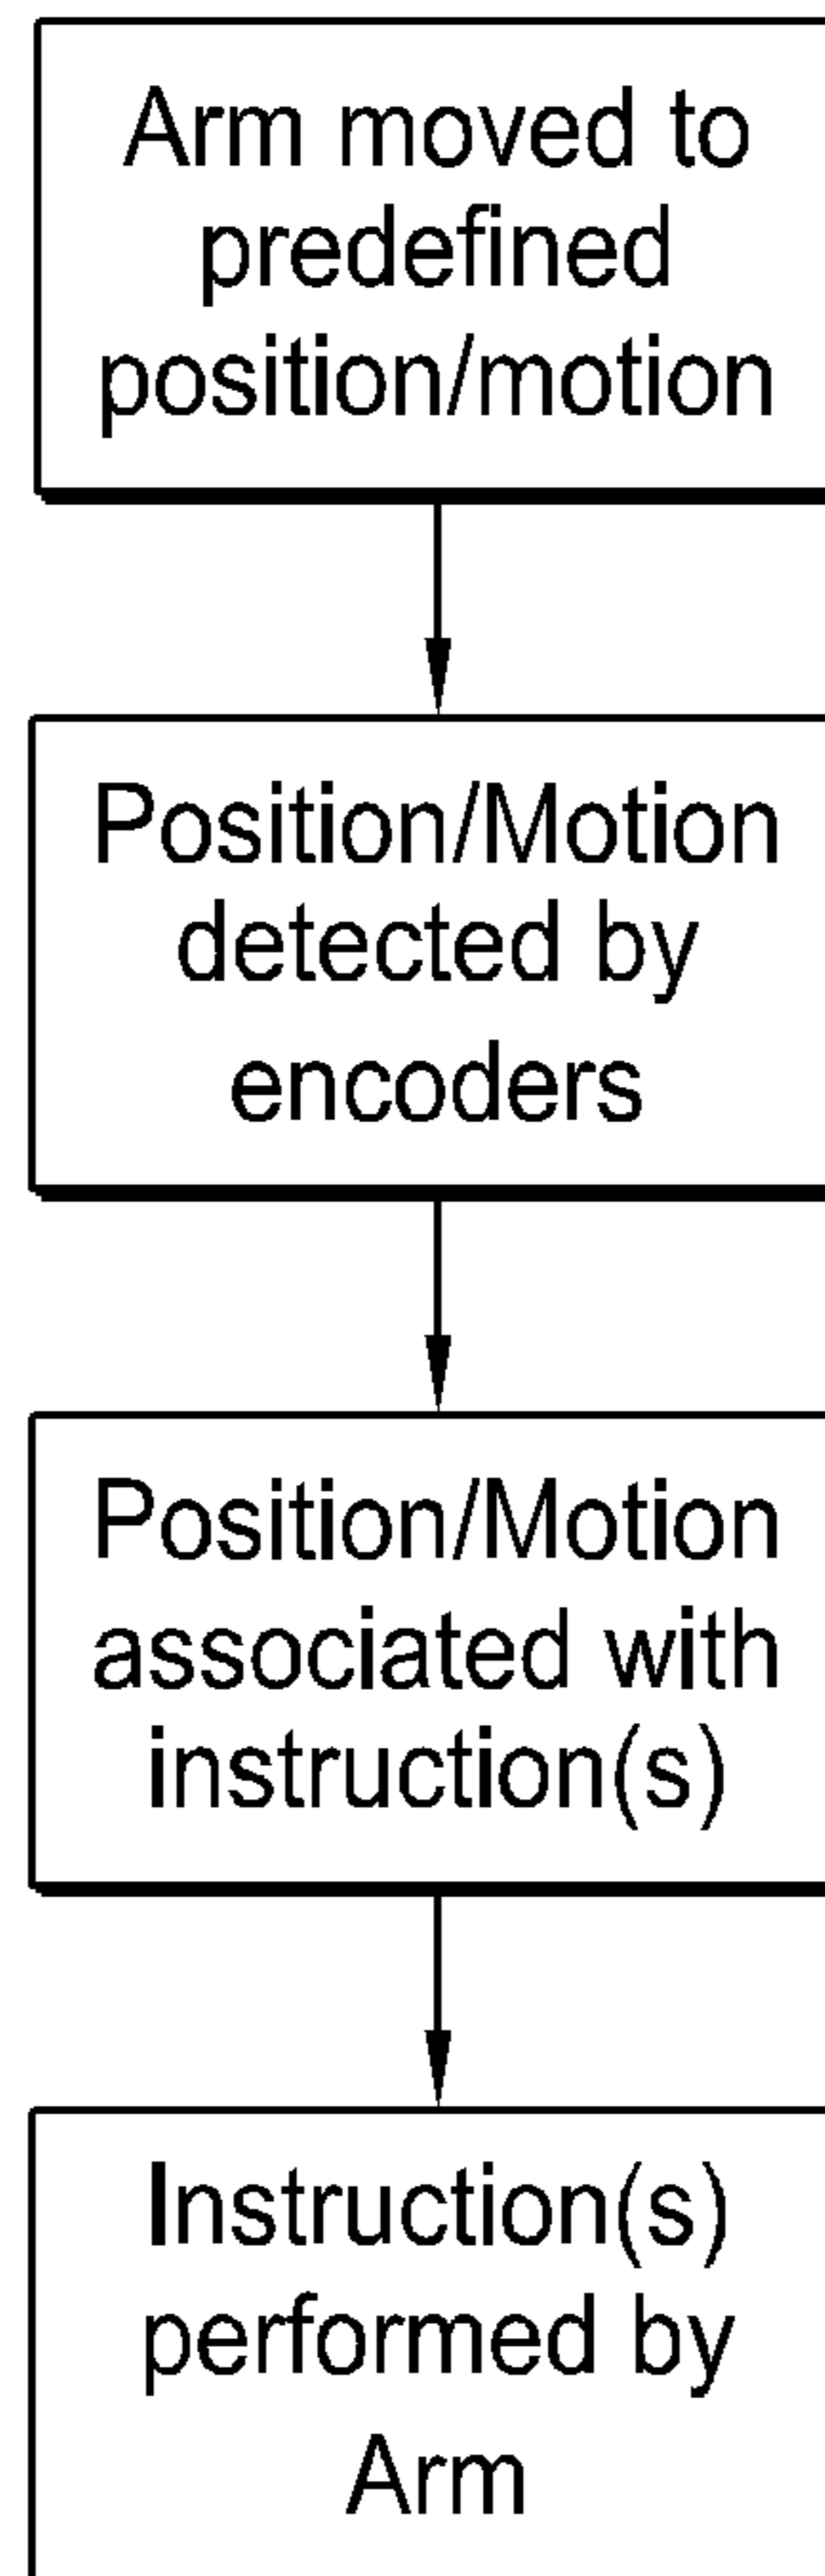 Arm moved to
predefined
position/motion
Position/Motion
detected by
encoders
Position/Motion
associated with
instruction(s)
Instruction(s)
performed by
Arm